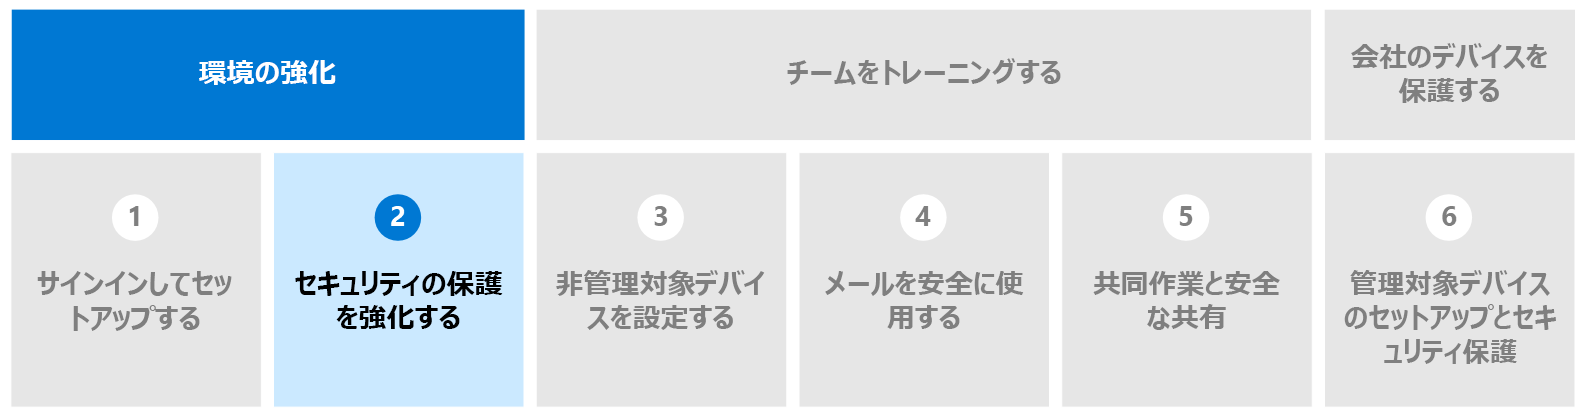 環境の強化
チームをトレーニングする
会社のデバイスを
保護する
1
サインインしてセッ
トアップする
2
セキュリティの保護
を強化する
3
非管理対象デバイ
スを設定する
4
メールを安全に使
用する
5
共同作業と安全
な共有
6
管理対象デバイス
のセットアップとセキ
ュリティ保護